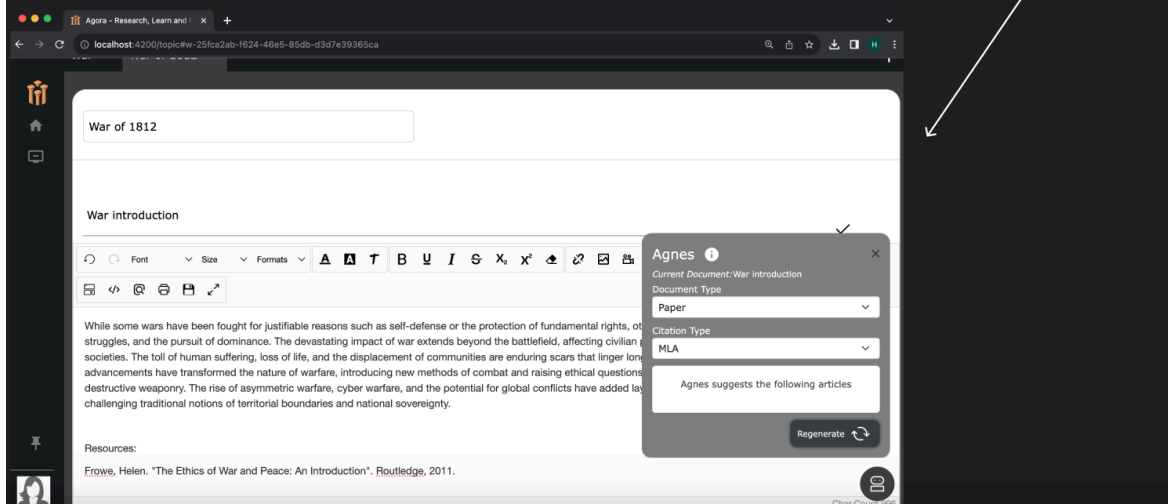 Agora - Research, Learn and
localhost:4200/topic#w-25fca2ab-f624-46e5-85db-d3d7e39365ca
H
War of 1812
War introduction
Font
Size
Formats
Agnes
Current Document:War introduction
Document Type
Paper
Citation Type
MLA
Agnes suggests the following articles
Regenerate
While some wars have been fought for justifiable reasons such as self-defense or the protection of fundamental rights,
struggles, and the pursuit of dominance. The devastating impact of war extends beyond the battlefield, affecting civilian
societies. The toll of human suffering, loss of life, and the displacement of communities are enduring scars that linger
advancements have transformed the nature of warfare, introducing new methods of combat and raising ethical questions
destructive weaponry. The rise of asymmetric warfare, cyber warfare, and the potential for global conflicts have added
challenging traditional notions of territorial boundaries and national sovereignty.
Resources:
Frowe, Helen. "The Ethics of War and Peace: An Introduction". Routledge, 2011.
Char Count